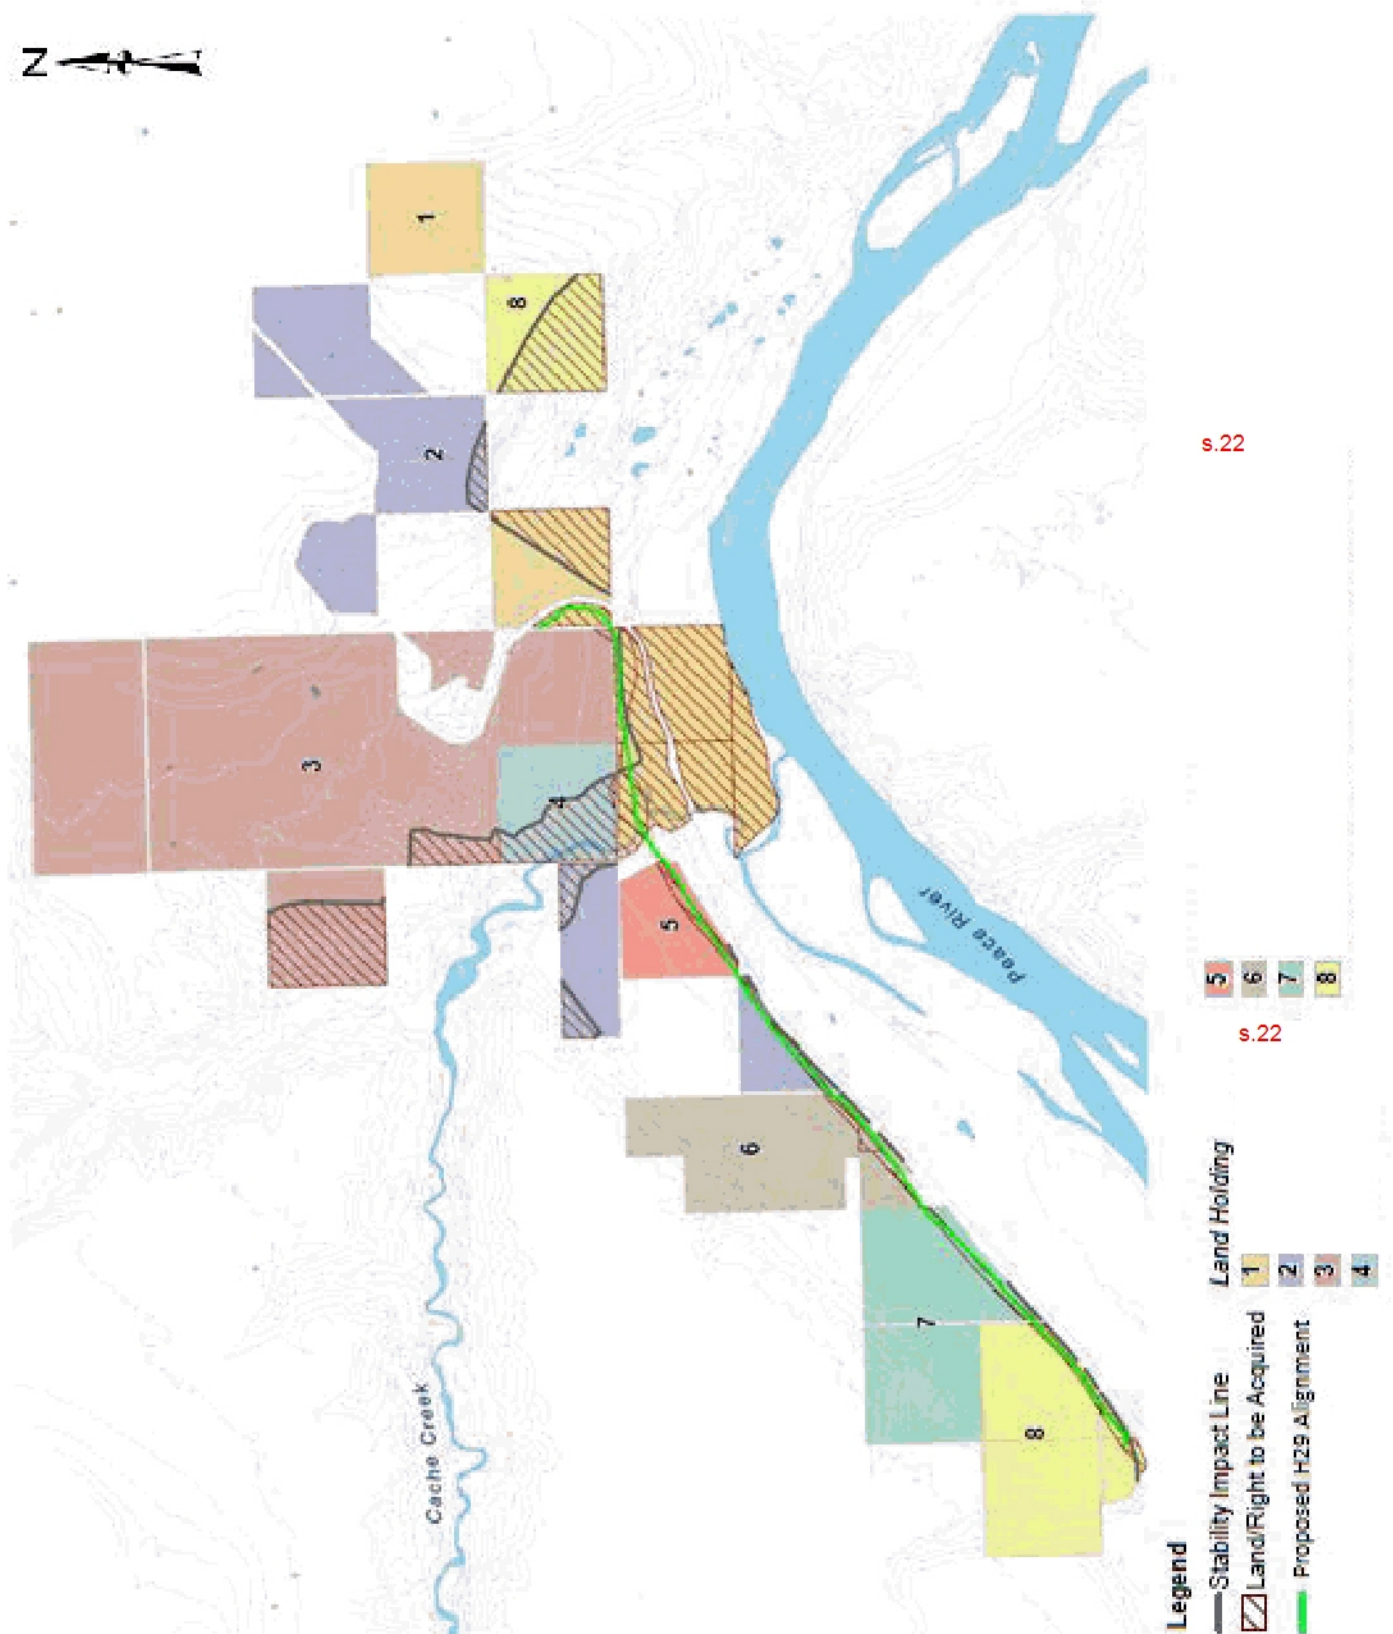 N
1
8
2
3
4
5
6
7
8
Peace River
Cache Creek
Legend
Stability Impact Line
Land/Right to be Acquired
Proposed H29 Alignment
Land Holding
1
2
3
4
5
6
7
8
s.22
s.22